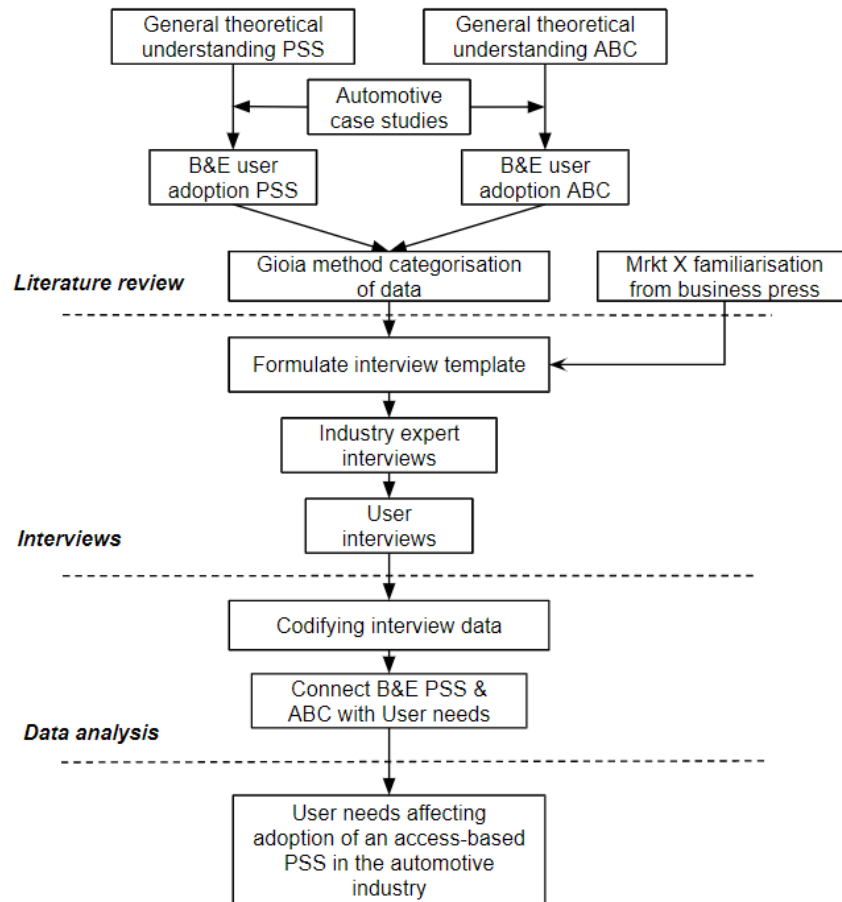 General theoretical
understanding PSS
General theoretical
understanding ABC
Automotive
case studies
B&E user
adoption PSS
B&E user
adoption ABC
Gioia method categorisation
of data
Mrkt X familiarisation
from business press
Literature review
Formulate interview template
Industry expert
interviews
User
interviews
Interviews
Codifying interview data
Connect B&E PSS &
ABC with User needs
Data analysis
User needs affecting
adoption of an access-based
PSS in the automotive
industry